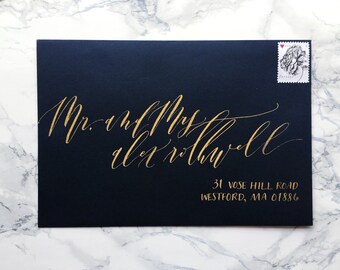 Mr. and Mrs.
alex rothwell
31 VOSE HILL ROAD
WESTFORD, MA 01886